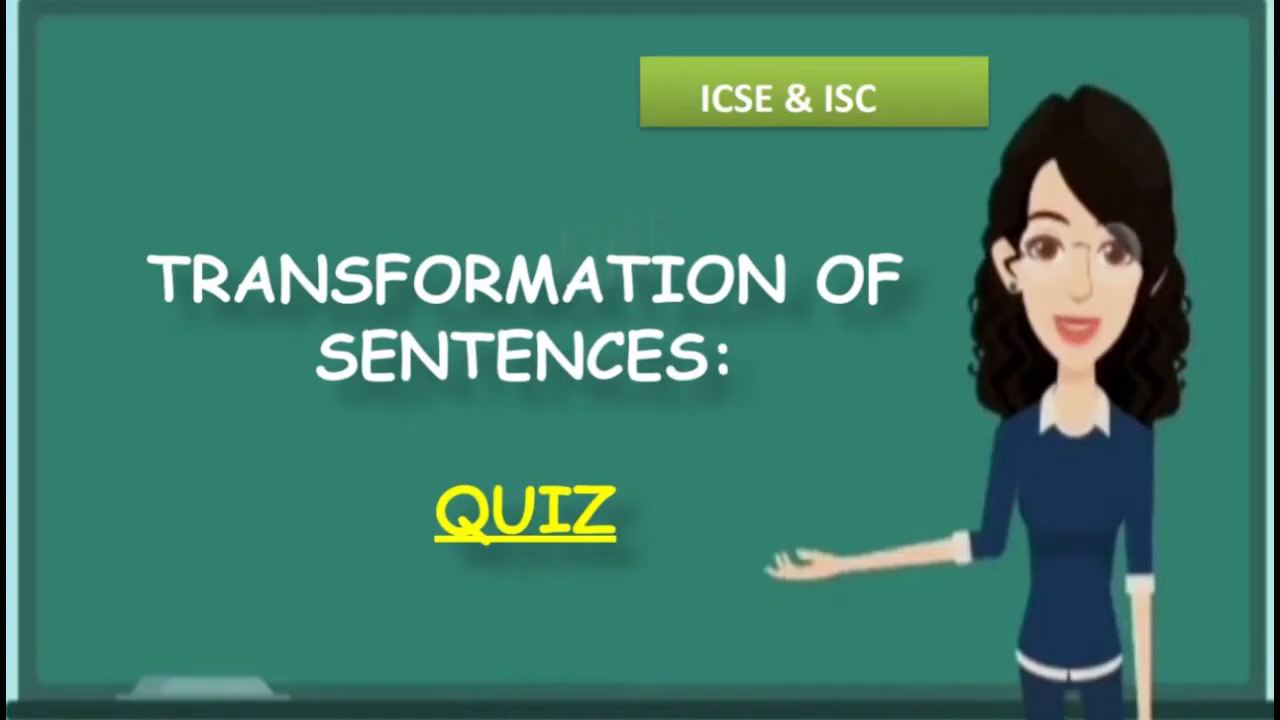 ICSE & ISC
TRANSFORMATION OF
SENTENCES:
QUIZ